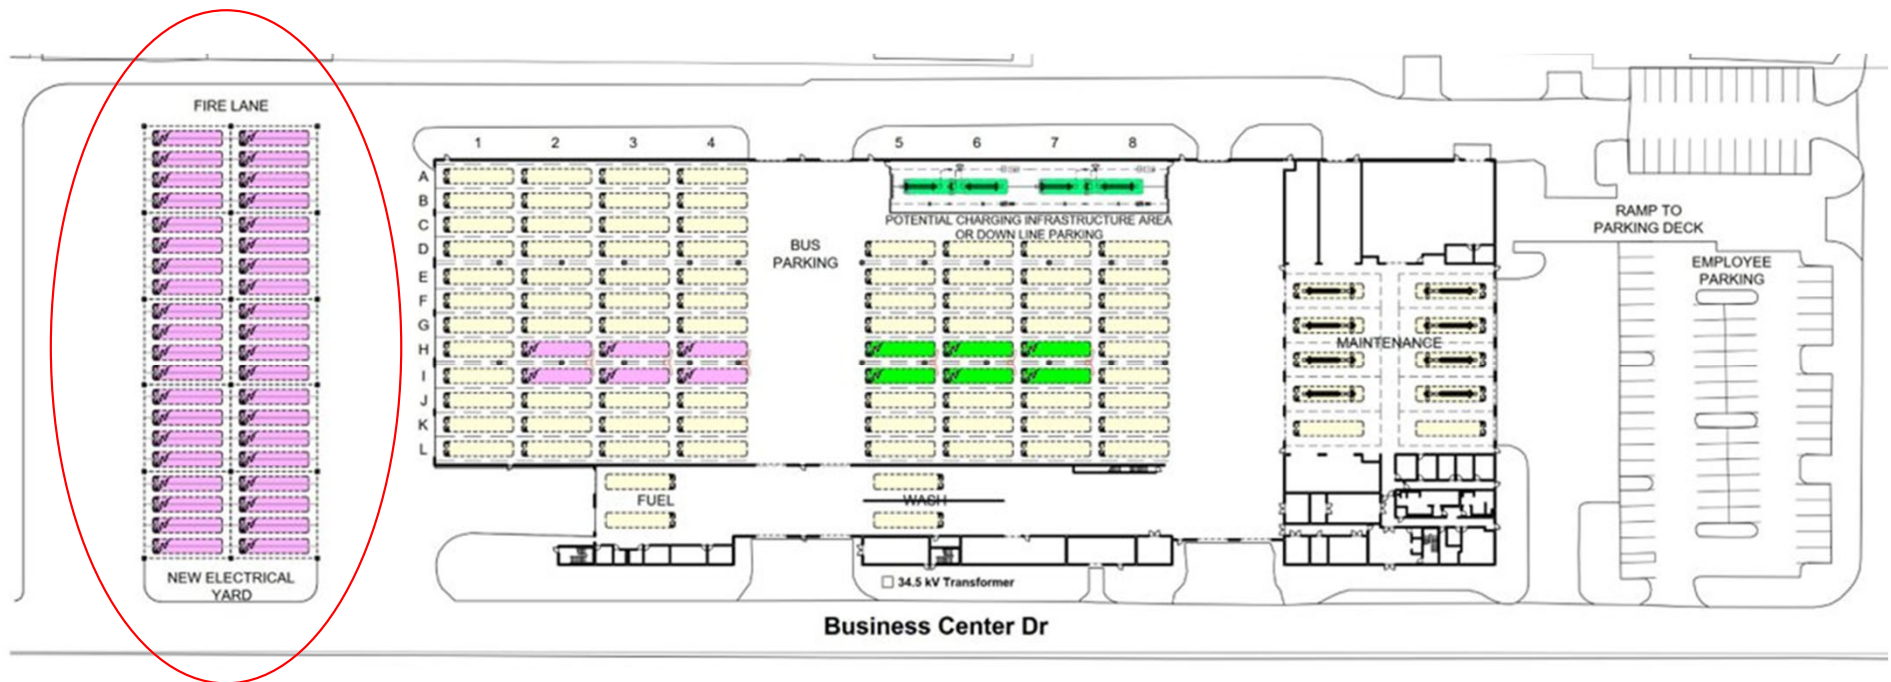 FIRE LANE
NEW ELECTRICAL
YARD
1 2 3 4
5 6 7 8
A
B
C
D
E
F
G
H
I
J
K
L
BUS
PARKING
POTENTIAL CHARGING INFRASTRUCTURE AREA
OR DOWN LINE PARKING
FUEL
WASH
MAINTENANCE
34.5 kV Transformer
RAMP TO
PARKING DECK
EMPLOYEE
PARKING
Business Center Dr